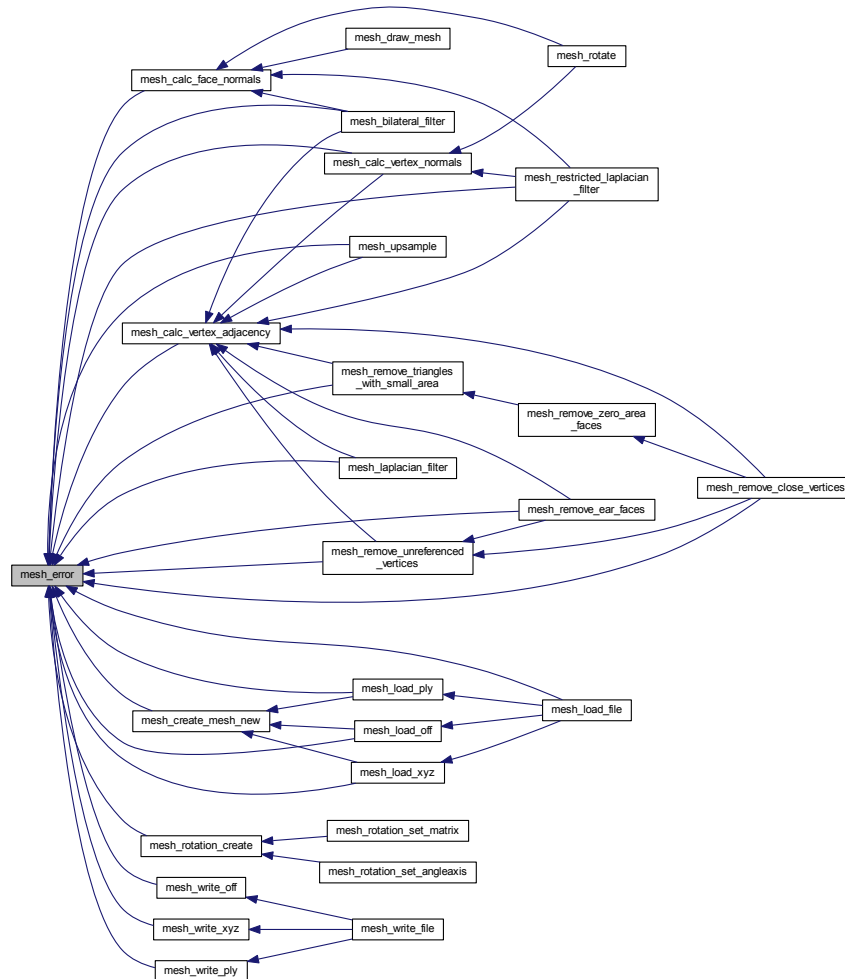 mesh_draw_mesh
mesh_rotate
mesh_calc_face_normals
mesh_bilateral_filter
mesh_calc_vertex_normals
mesh_restricted_laplacian
_filter
mesh_upsample
mesh_calc_vertex_adjacency
mesh_remove_triangles
_with_small_area
mesh_remove_zero_area
_faces
mesh_laplacian_filter
mesh_remove_close_vertices
mesh_remove_ear_faces
mesh_remove_unreferenced
_vertices
mesh_error
mesh_load_ply
mesh_create_mesh_new
mesh_load_file
mesh_load_off
mesh_load_xyz
mesh_rotation_set_matrix
mesh_rotation_create
mesh_rotation_set_angleaxis
mesh_write_off
mesh_write_xyz
mesh_write_file
mesh_write_ply